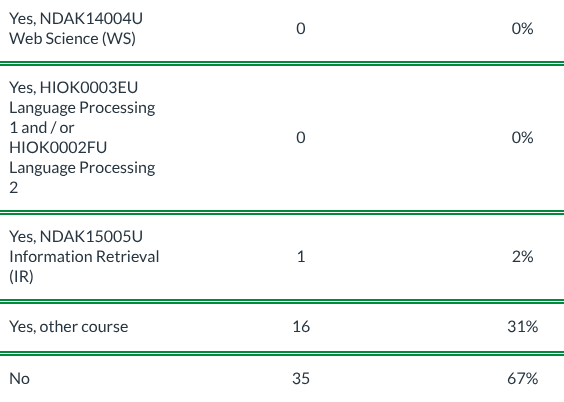 Yes, NDAK14004U
Web Science (WS)
0
0%
Yes, HIOK0003EU
Language Processing
1 and / or
HIOK0002FU
Language Processing
2
0
0%
Yes, NDAK15005U
Information Retrieval
(IR)
1
2%
Yes, other course
16
31%
No
35
67%